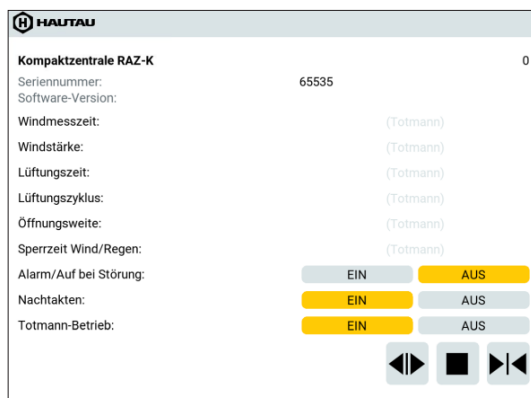 H HAUTAU
Kompaktzentrale RAZ-K 0
Seriennummer: 65535
Software-Version:
Windmesszeit: (Totmann)
Windstärke: (Totmann)
Lüftungszeit: (Totmann)
Lüftungszyklus: (Totmann)
Öffnungsweite: (Totmann)
Sperrzeit Wind/Regen: (Totmann)
Alarm/Auf bei Störung: EIN AUS
Nachtakten: EIN AUS
Totmann-Betrieb: EIN AUS